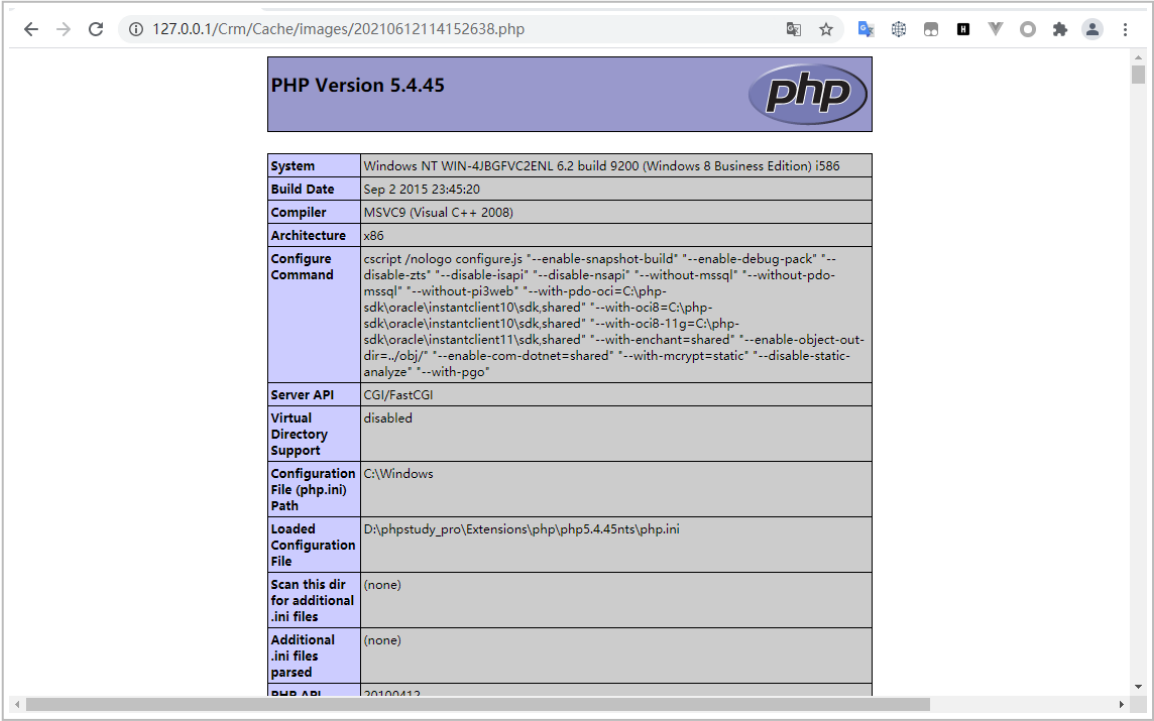 127.0.0.1/Crm/Cache/images/20210612114152638.php
PHP Version 5.4.45
php
System
Windows NT WIN-4JBGFVC2ENL 6.2 build 9200 (Windows 8 Business Edition) i586
Build Date
Sep 2 2015 23:45:20
Compiler
MSVC9 (Visual C++ 2008)
Architecture
x86
Configure
Command
cscript /nologo configure.js "--enable-snapshot-build" "--enable-debug-pack" "--
disable-zts" "--disable-isapi" "--disable-nsapi" "--without-mssql" "--without-pdo-
mssql" "--without-pi3web" "--with-pdo-oci=C:\php-
sdk\oracle\instantclient10\sdk,shared" "--with-oci8=C:\php-
sdk\oracle\instantclient10\sdk,shared" "--with-oci8-11g=C:\php-
sdk\oracle\instantclient11\sdk,shared" "--with-enchant=shared" "--enable-object-out-
dir=../obj/" "--enable-com-dotnet=shared" "--with-mcrypt=static" "--disable-static-
analyze" "--with-pgo"
Server API
CGI/FastCGI
Virtual
Directory
Support
disabled
Configuration
File (php.ini)
Path
C:\Windows
Loaded
Configuration
File
D:\phpstudy_pro\Extensions\php\php5.4.45nts\php.ini
Scan this dir
for additional
.ini files
(none)
Additional
.ini files
parsed
(none)
PHP API
20100412